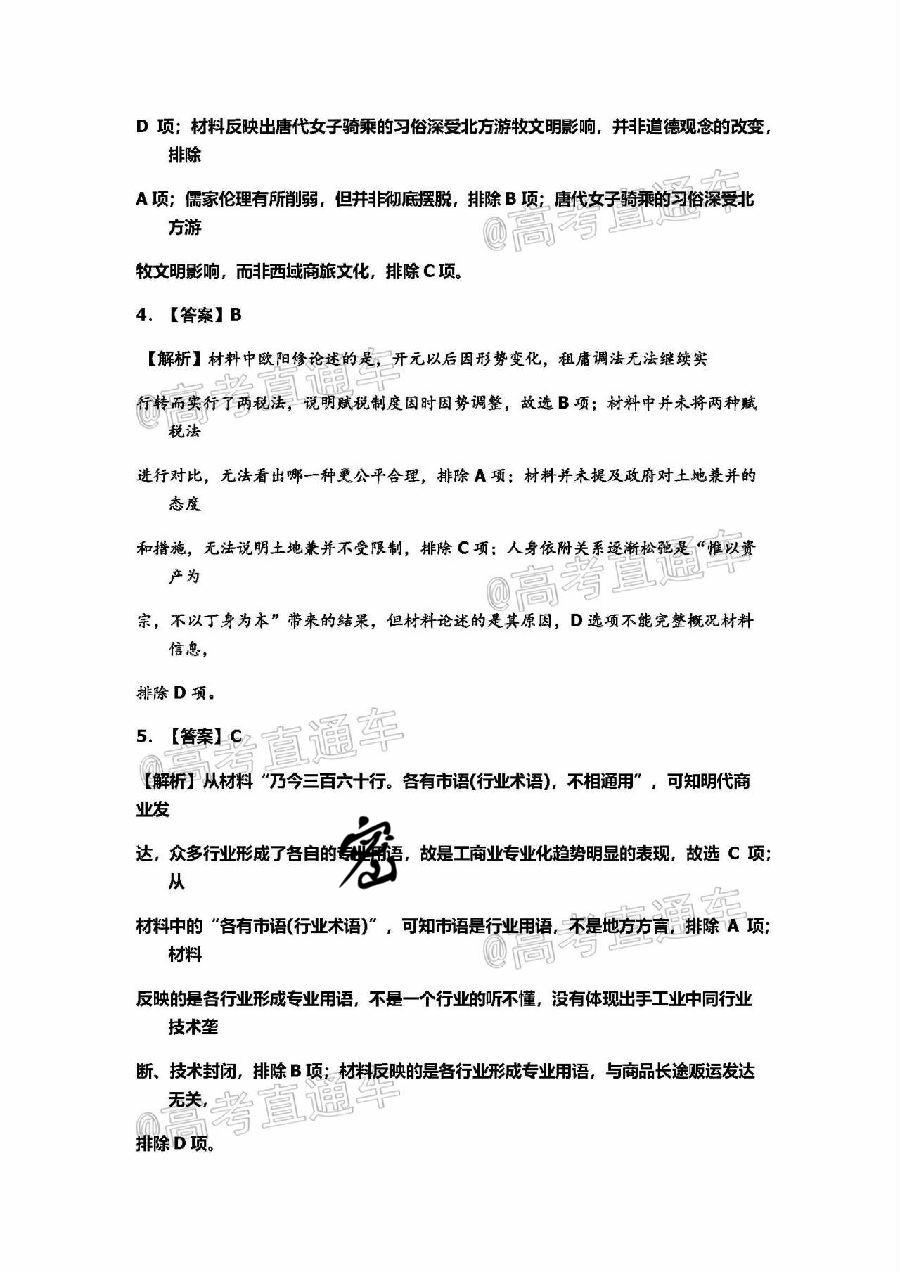 D 项；材料反映出唐代女子骑乘的习俗深受北方游牧文明影响，并非道德观念的改变，
排除
A 项；儒家伦理有所削弱，但并非彻底摆脱，排除 B 项；唐代女子骑乘的习俗深受北
方游
@高考直通车
牧文明影响，而非西域商旅文化，排除 C 项。
4．【答案】B
【解析】材料中欧阳修论述的是，开元以后因形势变化，租庸调法无法继续实
@高考直通车
行转而实行了两税法，说明赋税制度因时因势调整，故选 B 项；材料中并未将两种赋
税法
进行对比，无法看出哪一种更公平合理，排除 A 项；材料并未提及政府对土地兼并的
态度
和措施，无法说明土地兼并不受限制，排除 C 项；人身依附关系逐渐松弛是“惟以资
产为
@高考直通车
宗，不以丁身为本”带来的结果，但材料论述的是其原因，D 选项不能完整概况材料
信息，
排除 D 项。
5．【答案】C
@高考直通车
【解析】从材料“乃今三百六十行。各有市语(行业术语)，不相通用”，可知明代商
业发
达，众多行业形成了各自的专业用语，故是工商业专业化趋势明显的表现，故选 C 项；
从
密
材料中的“各有市语(行业术语)”，可知市语是行业用语，不是地方方言，排除 A 项；
材料
@高考直通车
反映的是各行业形成专业用语，不是一个行业的听不懂，没有体现出手工业中同行业
技术垄
断、技术封闭，排除 B 项；材料反映的是各行业形成专业用语，与商品长途贩运发达
无关，
@高考直通车
排除 D 项。